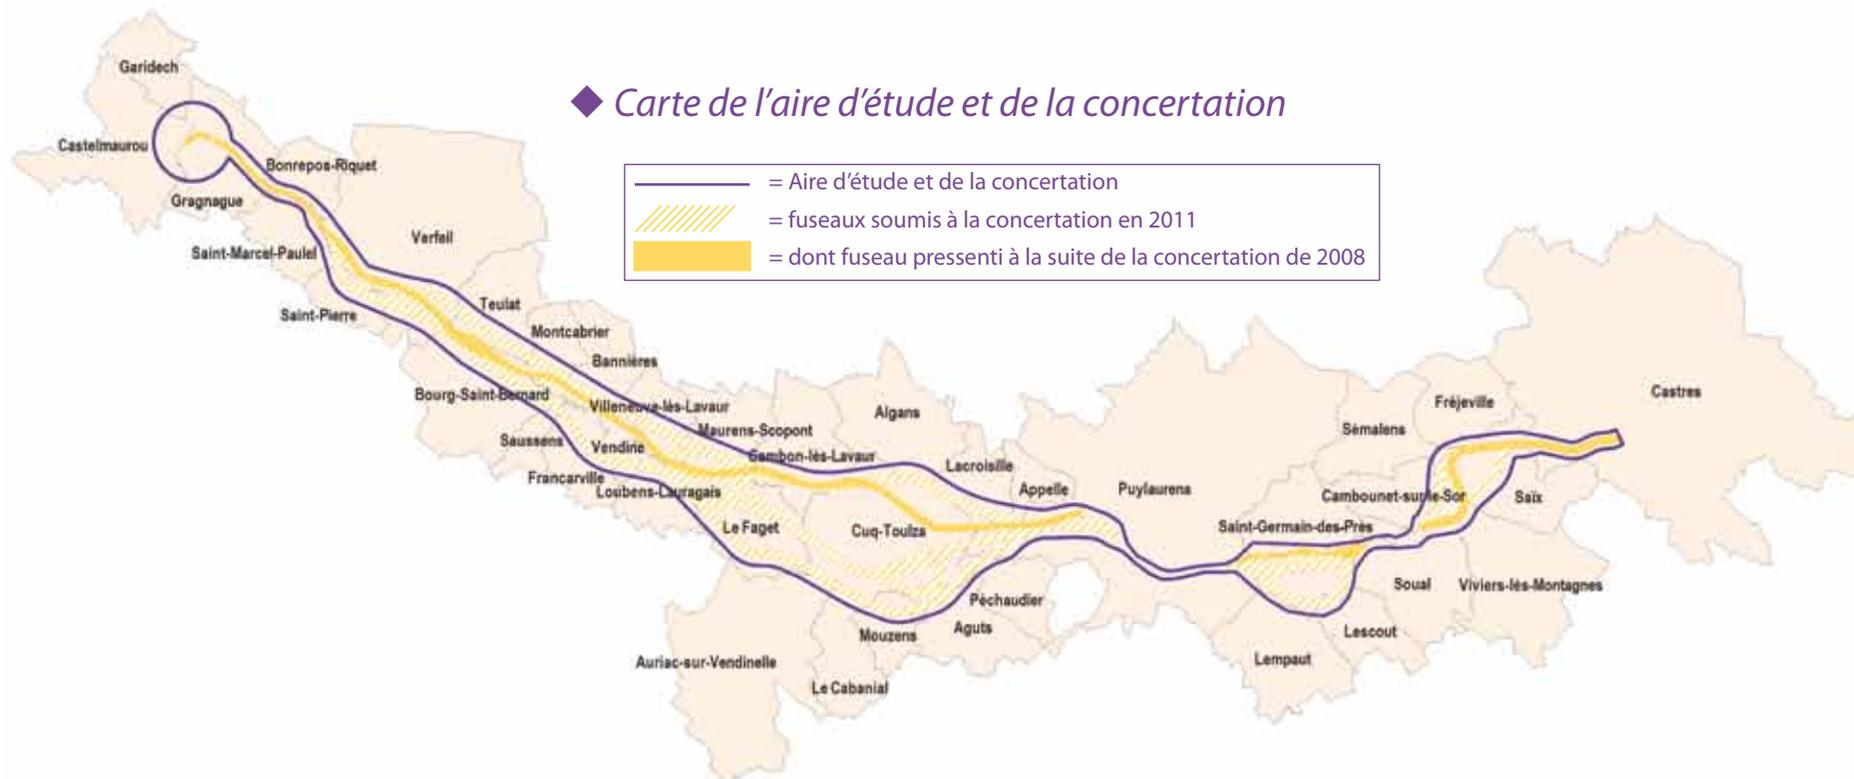 Carte de l'aire d'étude et de la concertation
= Aire d'étude et de la concertation
= fuseaux soumis à la concertation en 2011
= dont fuseau pressenti à la suite de la concertation de 2008
Garidech
Castelmaurou
Bonrepos-Riquet
Gragnague
Verfeil
Saint-Marcel-Paulel
Saint-Pierre
Teulat
Montcabrier
Bannières
Bourg-Saint-Bernard
Villeneuve-lès-Lavaur
Maurens-Scopont
Algans
Saussens
Vendine
Cambon-lès-Lavaur
Francarville
Loubens-Lauragais
Lacroisille
Appelle
Puylaurens
Le Faget
Cuq-Toulza
Sémalens
Fréjeville
Castres
Cambounet-sur-le-Sor
Saïx
Saint-Germain-des-Près
Soual
Viviers-lès-Montagnes
Péchaudier
Aguts
Mouzens
Lescout
Lempaut
Auriac-sur-Vendinelle
Le Cabanial